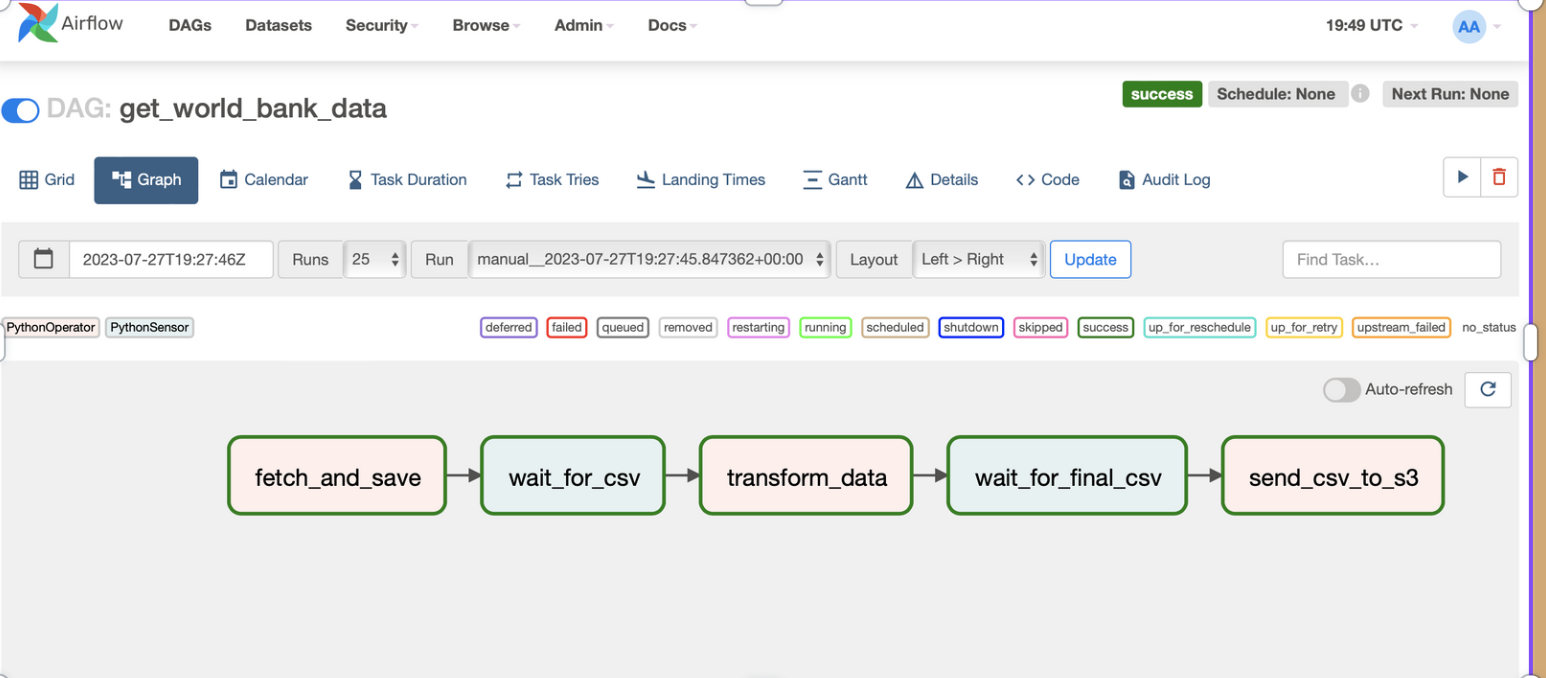 Airflow DAGs Datasets Security Browse Admin Docs 19:49 UTC AA
DAG: get_world_bank_data success Schedule: None i Next Run: None
Grid Graph Calendar Task Duration Task Tries Landing Times Gantt Details Code Audit Log
2023-07-27T19:27:46Z Runs 25 Run manual__2023-07-27T19:27:45.847362+00:00 Layout Left > Right Update Find Task...
PythonOperator PythonSensor deferred failed queued removed restarting running scheduled shutdown skipped success up_for_reschedule up_for_retry upstream_failed no_status
Auto-refresh
fetch_and_save wait_for_csv transform_data wait_for_final_csv send_csv_to_s3